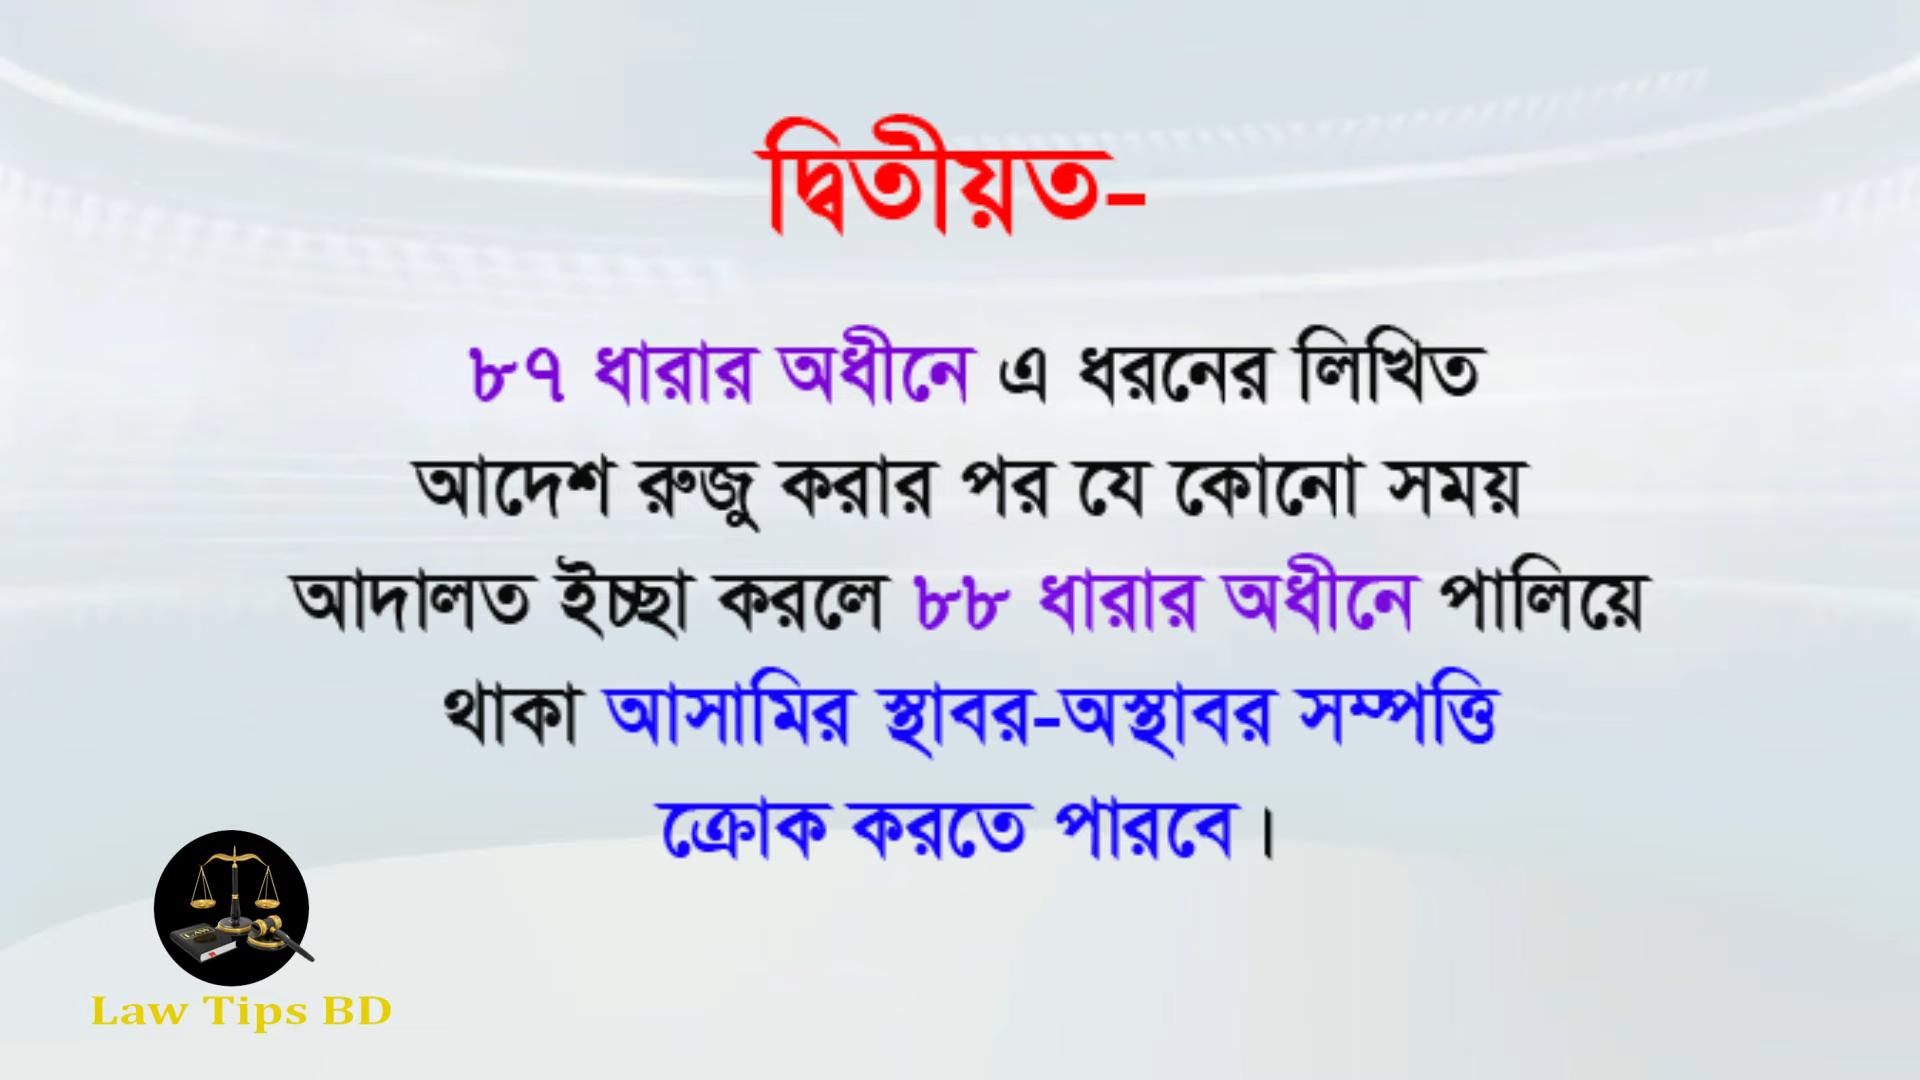 দ্বিতীয়ত-
৮৭ ধারার অধীনে এ ধরনের লিখিত
আদেশ রুজু করার পর যে কোনো সময়
আদালত ইচ্ছা করলে ৮৮ ধারার অধীনে পালিয়ে
থাকা আসামির স্থাবর-অস্থাবর সম্পত্তি
ক্রোক করতে পারবে।
LAW
Law Tips BD